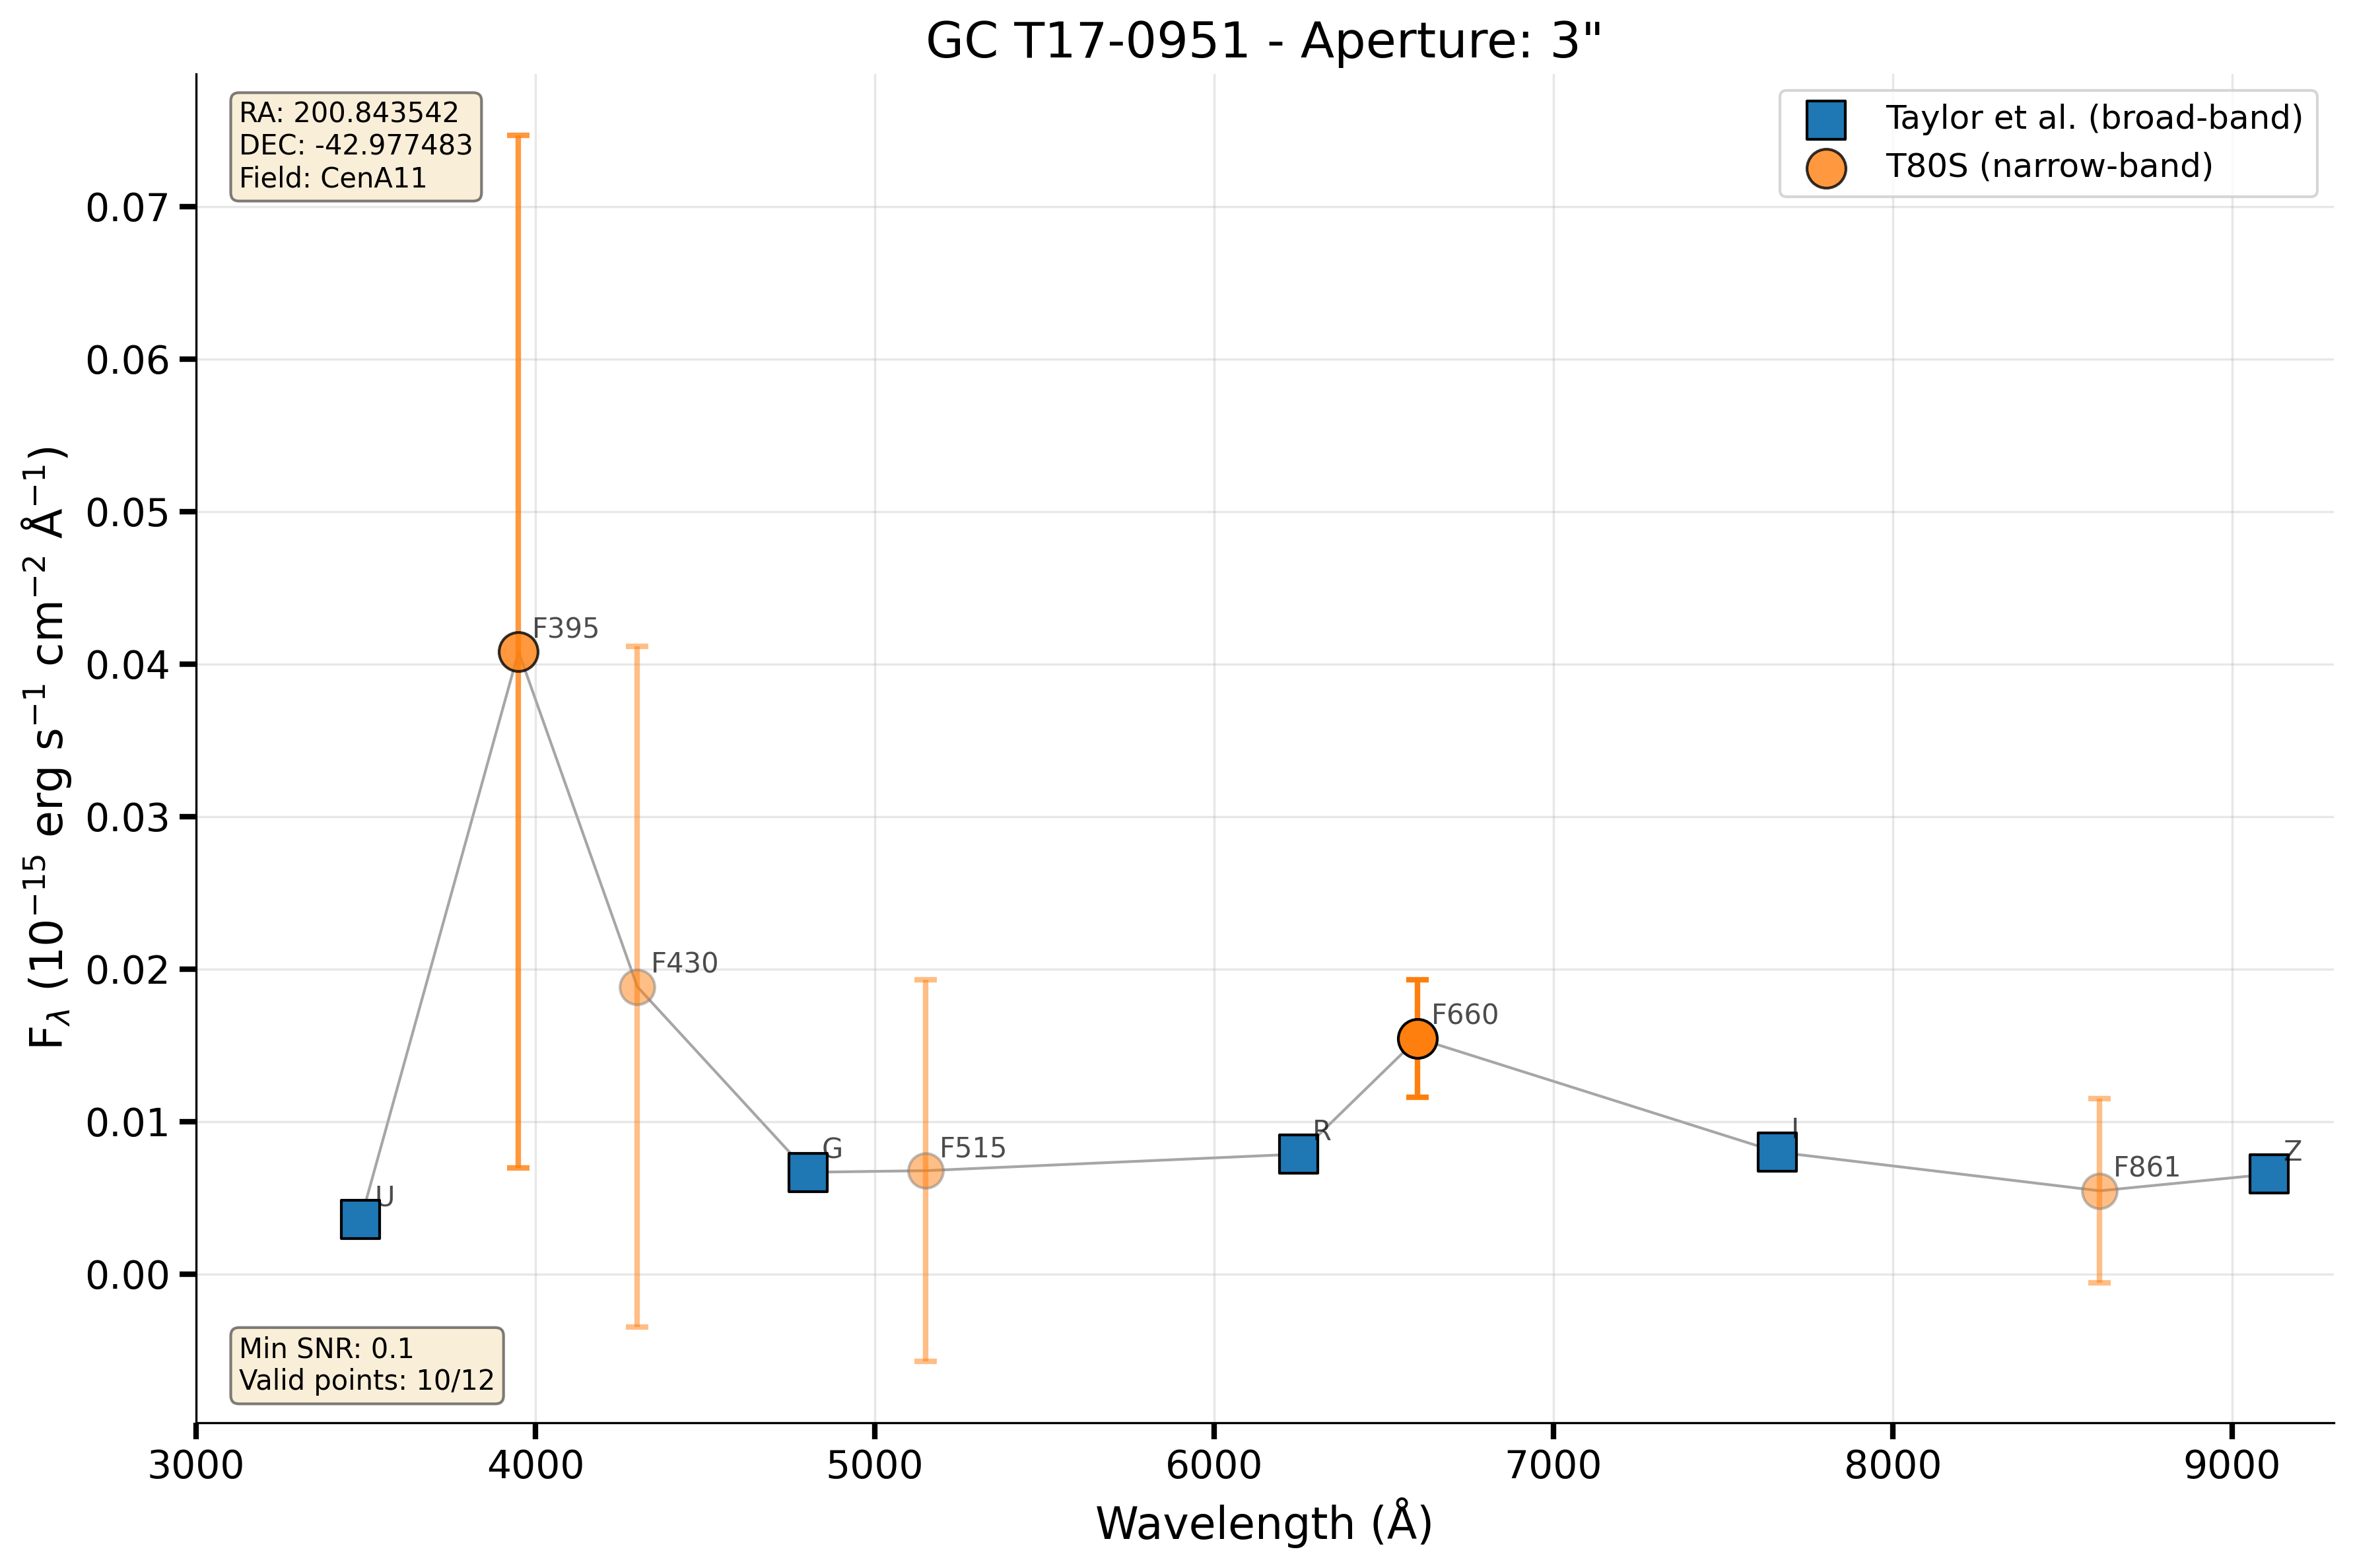 GC T17-0951 - Aperture: 3"
RA: 200.843542
DEC: -42.977483
Field: CenA11
Taylor et al. (broad-band)
T80S (narrow-band)
0.07
0.06
0.05
0.04
0.03
0.02
0.01
0.00
F_λ (10⁻¹⁵ erg s⁻¹ cm⁻² Å⁻¹)
U
F395
F430
G
F515
R
F660
I
F861
Z
Min SNR: 0.1
Valid points: 10/12
3000 4000 5000 6000 7000 8000 9000
Wavelength (Å)